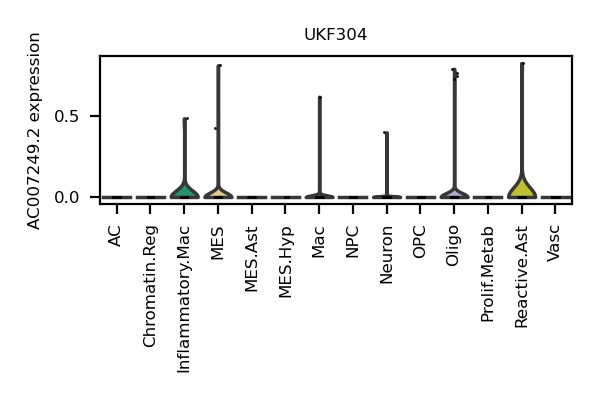 UKF304
AC007249.2 expression
0.5
0.0
AC
Chromatin.Reg
Inflammatory.Mac
MES
MES.Ast
MES.Hyp
Mac
NPC
Neuron
OPC
Oligo
Prolif.Metab
Reactive.Ast
Vasc